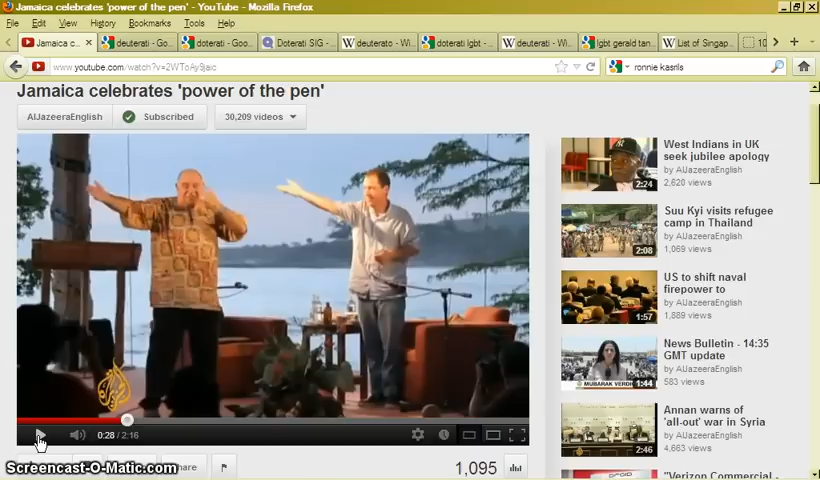 Jamaica celebrates 'power of the pen' - YouTube - Mozilla Firefox
File Edit View History Bookmarks Tools Help
Jamaica c... deuterati - Go... doterati - Goo... Doterati SIG - ... deuterato - Wi... doterati lgbt - ... deuterati - Wi... lgbt gerald tan... List of Singap... 10
www.youtube.com/watch?v=2WToAy9jaic
ronnie kasrils
Jamaica celebrates 'power of the pen'
AlJazeeraEnglish Subscribed 30,209 videos
West Indians in UK
seek jubilee apology
by AlJazeeraEnglish
2,620 views
2:24
Suu Kyi visits refugee
camp in Thailand
by AlJazeeraEnglish
1,069 views
2:08
US to shift naval
firepower to
by AlJazeeraEnglish
1,889 views
1:57
News Bulletin - 14:35
GMT update
by AlJazeeraEnglish
583 views
MUBARAK VERDI
1:44
Annan warns of
'all-out' war in Syria
by AlJazeeraEnglish
4,663 views
2:46
"Verizon Commercial -
0:28 / 2:16
Screencast-O-Matic.com
hare
1,095